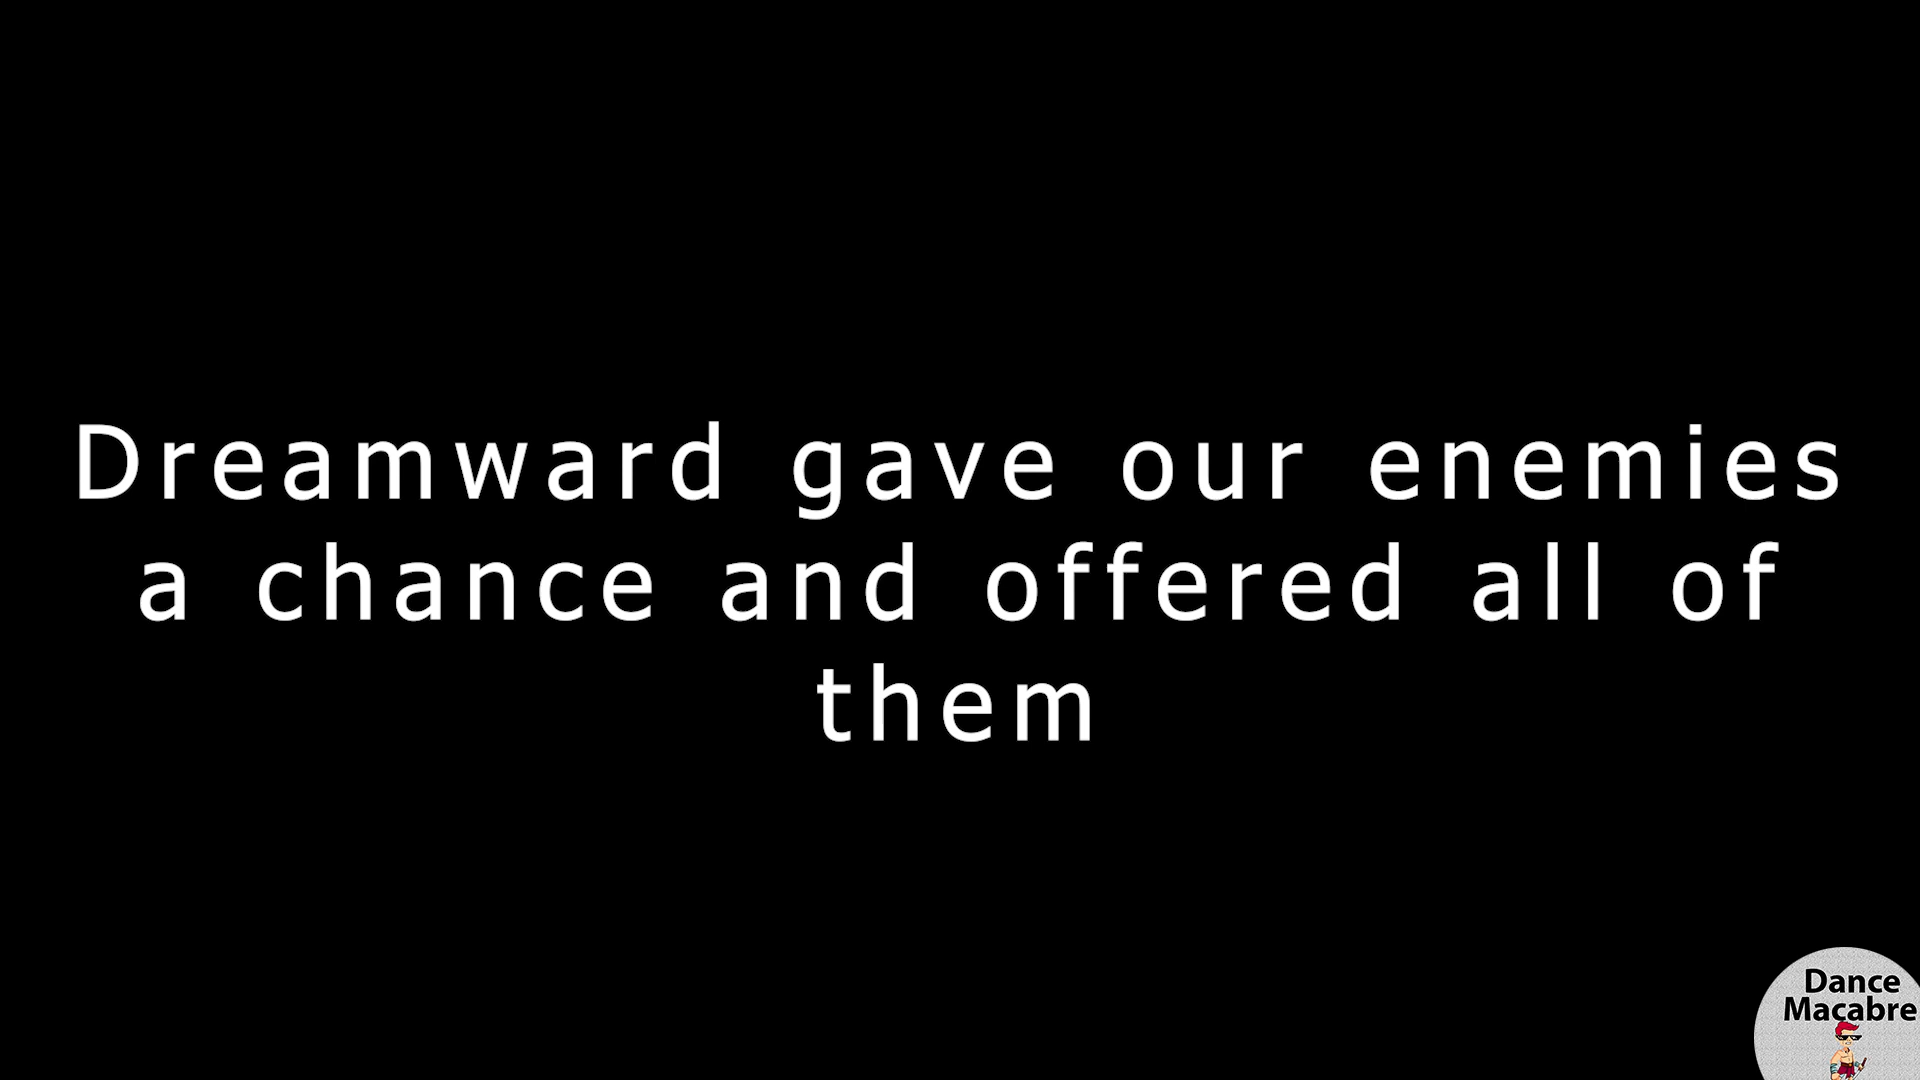 Dreamward gave our enemies
a chance and offered all of
them
Dance
Macabre